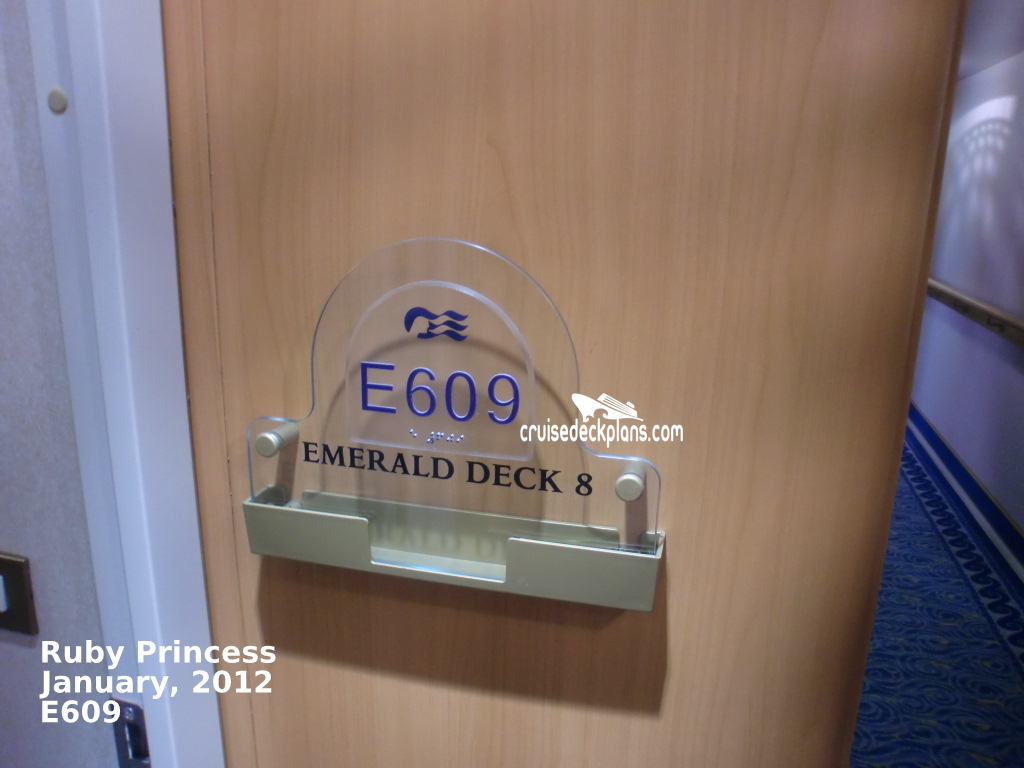 E609
cruisedeckplans.com
EMERALD DECK 8
Ruby Princess
January, 2012
E609